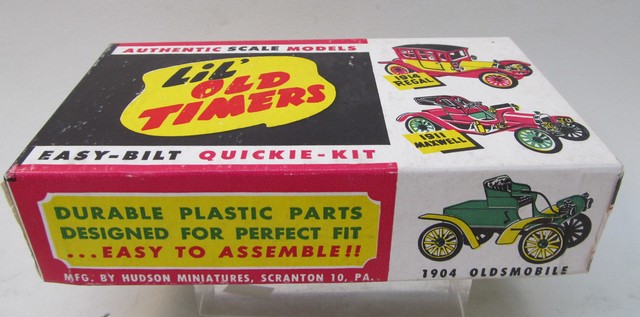 AUTHENTIC SCALE MODELS
Lil'
OLD
TIMERS
EASY-BILT QUICKIE-KIT
1914
REGAL
1911
MAXWELL
DURABLE PLASTIC PARTS
DESIGNED FOR PERFECT FIT
...EASY TO ASSEMBLE!!
MFG. BY HUDSON MINIATURES, SCRANTON 10, PA.
1904 OLDSMOBILE